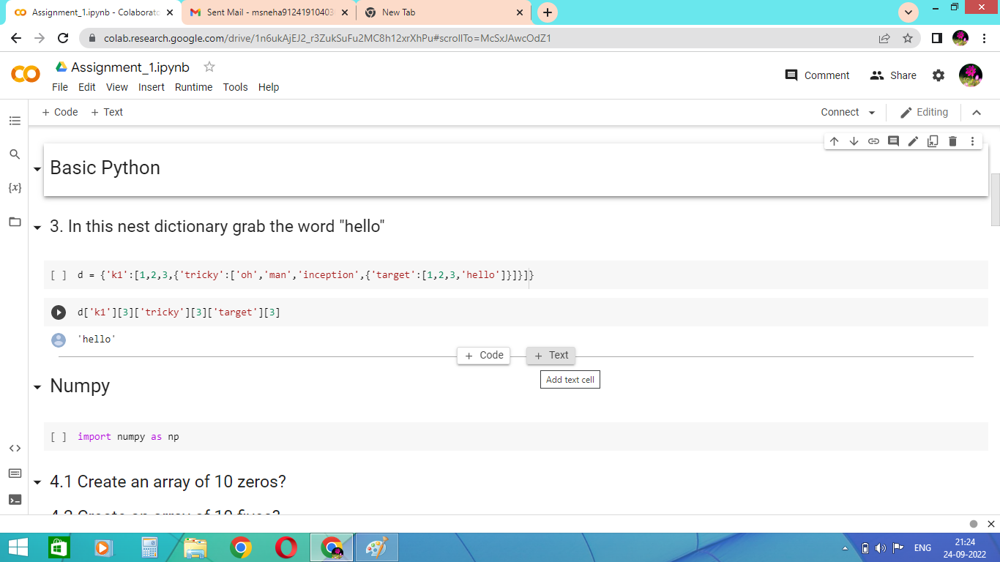 Assignment_1.ipynb - Colaborato
Sent Mail - msneha91241910403
New Tab
colab.research.google.com/drive/1n6ukAjEJ2_r3ZukSuFu2MC8h12xrXhPu#scrollTo=McSxJAwcOdZ1
Assignment_1.ipynb
File Edit View Insert Runtime Tools Help
Comment
Share
+ Code + Text
Connect
Editing
Basic Python
{x}
3. In this nest dictionary grab the word "hello"
[ ] d = {'k1':[1,2,3,{'tricky':['oh','man','inception',{'target':[1,2,3,'hello']}]}]}
d['k1'][3]['tricky'][3]['target'][3]
'hello'
+ Code + Text
Add text cell
Numpy
[ ] import numpy as np
4.1 Create an array of 10 zeros?
4.2 Create an array of 10 fives?
ENG
21:24
24-09-2022